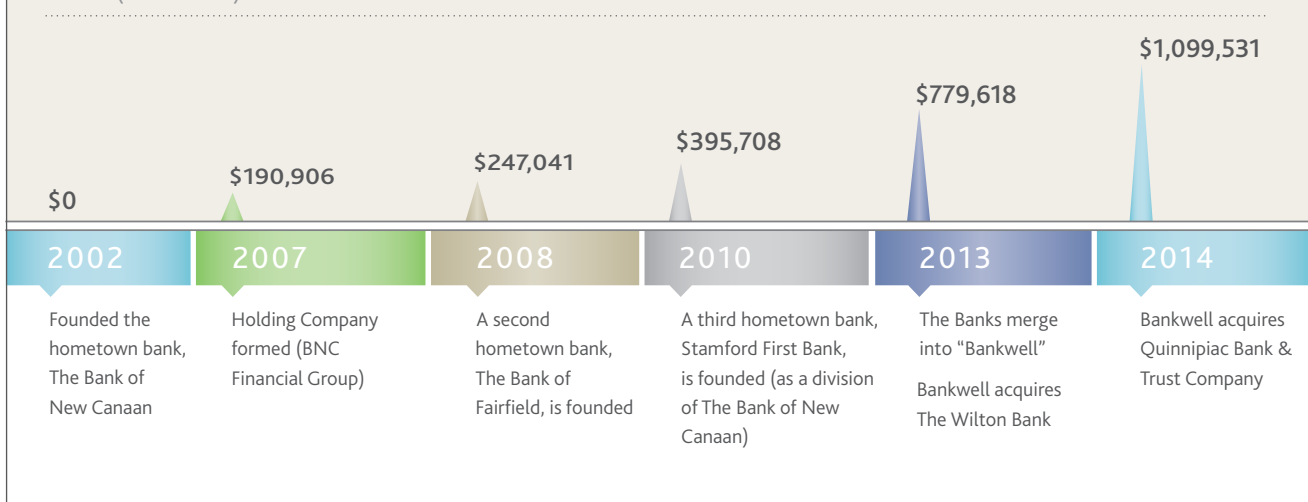 $1,099,531
$779,618
$395,708
$247,041
$190,906
$0
2002
2007
2008
2010
2013
2014
Founded the
hometown bank,
The Bank of
New Canaan
Holding Company
formed (BNC
Financial Group)
A second
hometown bank,
The Bank of
Fairfield, is founded
A third hometown bank,
Stamford First Bank,
is founded (as a division
of The Bank of New
Canaan)
The Banks merge
into “Bankwell”
Bankwell acquires
The Wilton Bank
Bankwell acquires
Quinnipiac Bank &
Trust Company